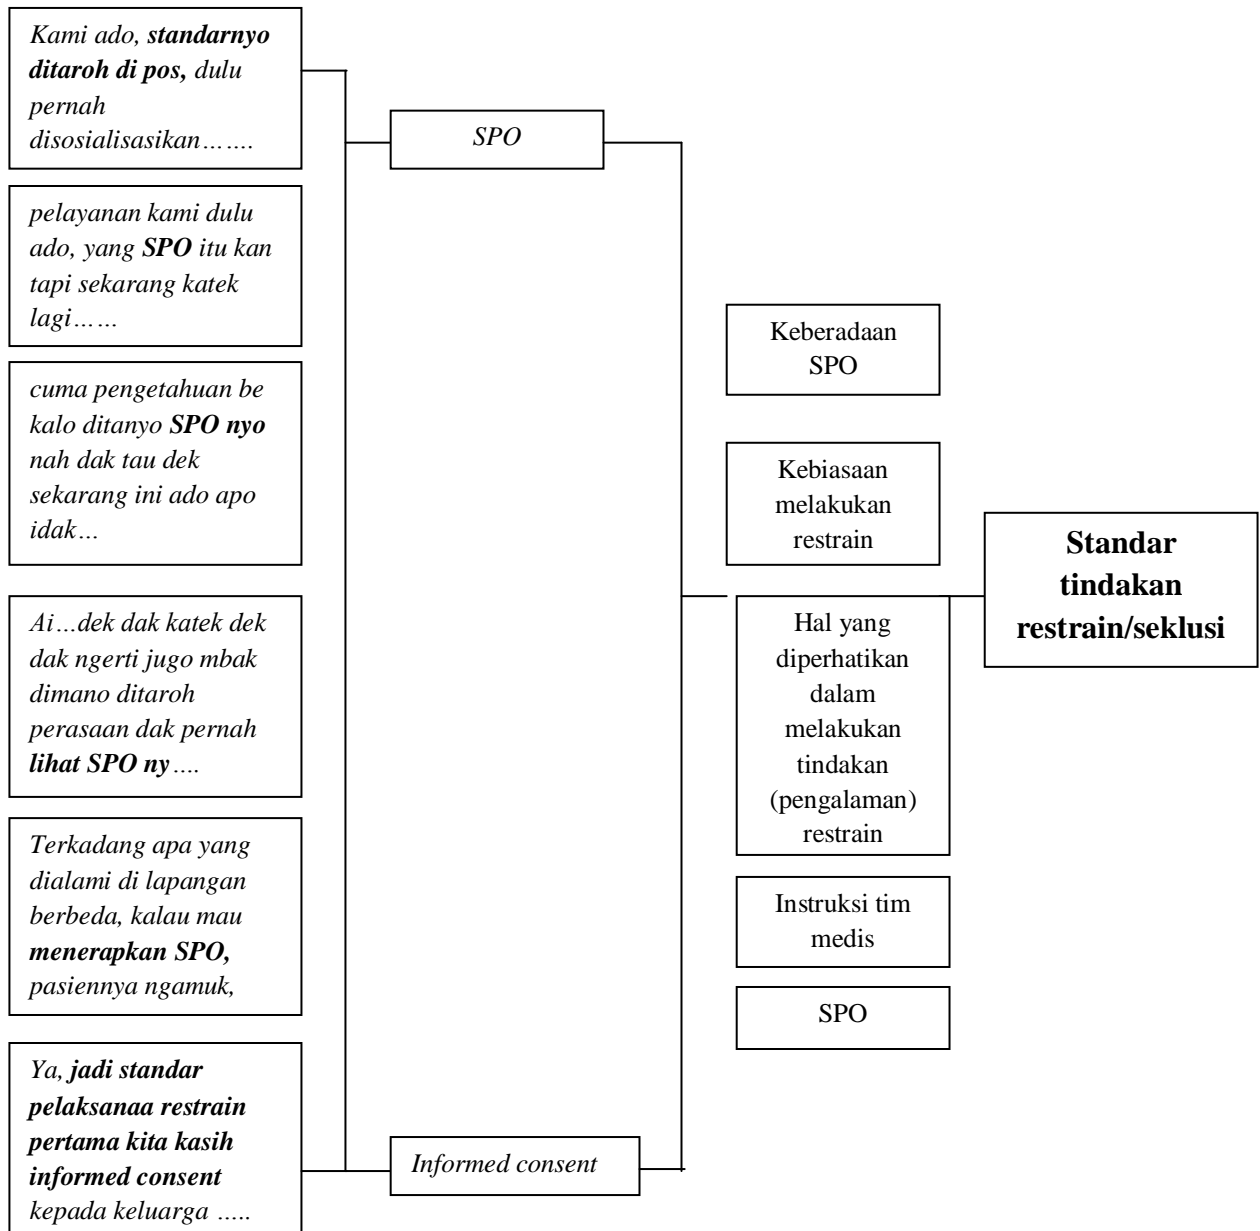 Kami ado, standarnyo
ditaroh di pos, dulu
pernah
disosialisasikan…….
pelayanan kami dulu
ado, yang SPO itu kan
tapi sekarang katek
lagi……
cuma pengetahuan be
kalo ditanyo SPO nyo
nah dak tau dek
sekarang ini ado apo
idak…
Ai…dek dak katek dek
dak ngerti jugo mbak
dimano ditaroh
perasaan dak pernah
lihat SPO ny….
Terkadang apa yang
dialami di lapangan
berbeda, kalau mau
menerapkan SPO,
pasiennya ngamuk,
Ya, jadi standar
pelaksanaa restrain
pertama kita kasih
informed consent
kepada keluarga …..
SPO
Informed consent
Keberadaan
SPO
Kebiasaan
melakukan
restrain
Hal yang
diperhatikan
dalam
melakukan
tindakan
(pengalaman)
restrain
Instruksi tim
medis
SPO
Standar
tindakan
restrain/seklusi